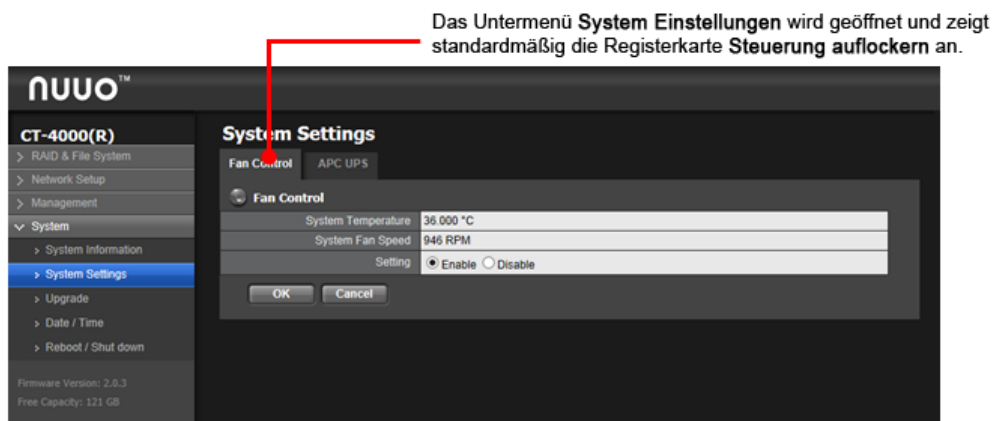 Das Untermenü System Einstellungen wird geöffnet und zeigt
standardmäßig die Registerkarte Steuerung auflockern an.
nuuo™
CT-4000(R)
> RAID & File System
> Network Setup
> Management
∨ System
> System Information
> System Settings
> Upgrade
> Date / Time
> Reboot / Shut down
Firmware Version: 2.0.3
Free Capacity: 121 GB
System Settings
Fan Control APC UPS
Fan Control
System Temperature 36.000 °C
System Fan Speed 946 RPM
Setting Enable Disable
OK Cancel